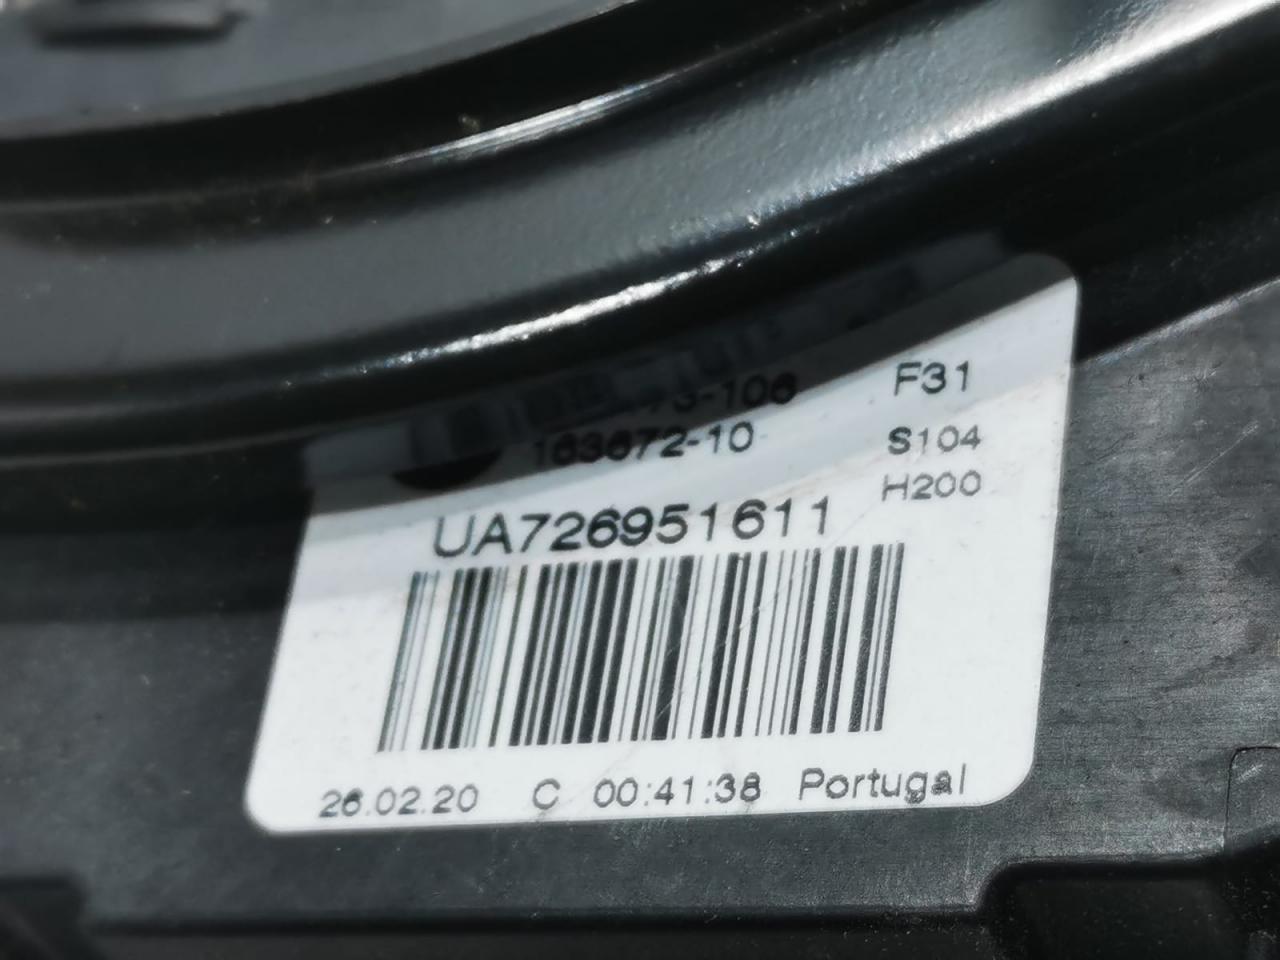 F31
163672-10 S104
H200
UA726951611
26.02.20 C 00:41:38 Portugal